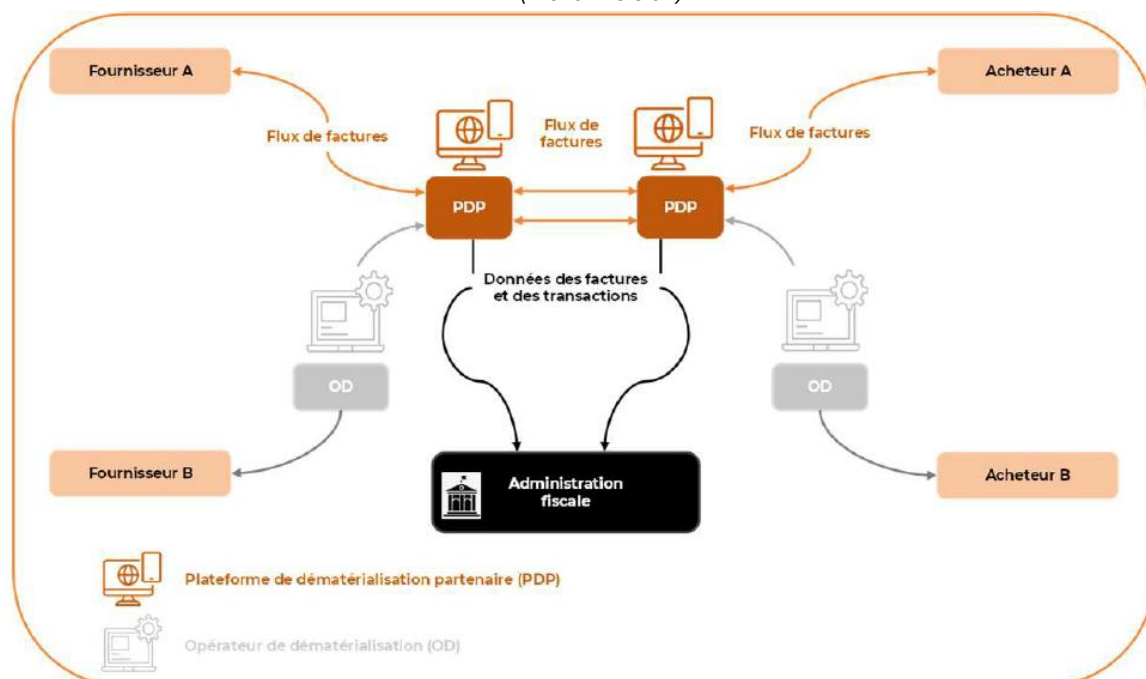 Fournisseur A
Acheteur A
Flux de factures
Flux de
factures
Flux de factures
PDP
PDP
Données des factures
et des transactions
OD
OD
Fournisseur B
Acheteur B
Administration
fiscale
Plateforme de dématérialisation partenaire (PDP)
Opérateur de dématérialisation (OD)